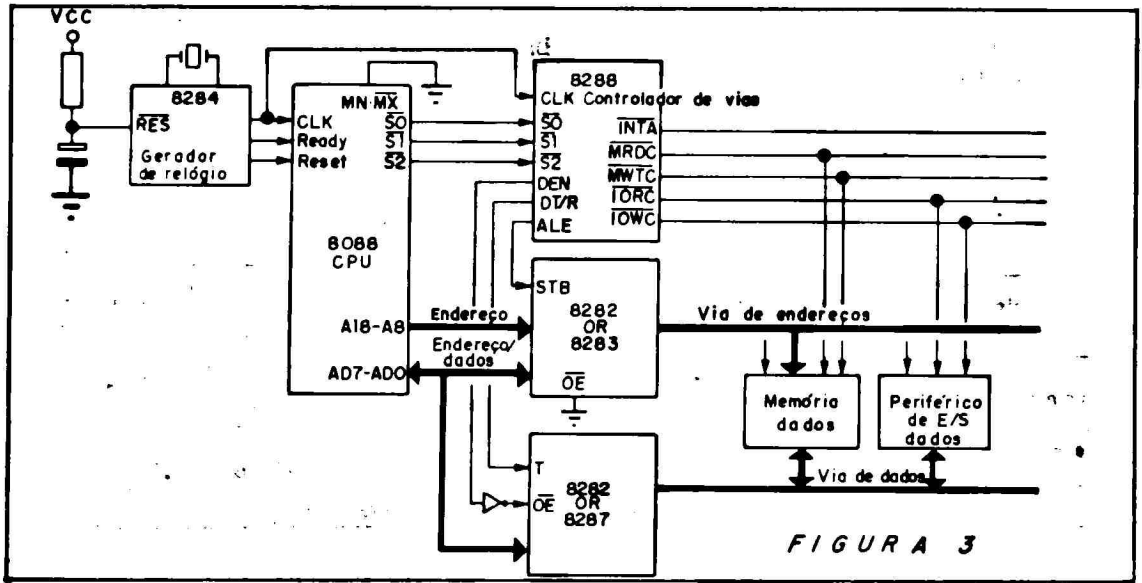 VCC
8284
RES
Gerador
de relógio
MN·MX
CLK
Ready
Reset
S0
S1
S2
8088
CPU
A18-A8
AD7-AD0
8288
CLK Controlador de vias
S0
S1
S2
DEN
DT/R
ALE
INTA
MRDC
MWTC
IORC
IOWC
Endereço
Endereço/
dados
STB
8282
OR
8283
OE
Via de endereços
Memória
dados
Periférico
de E/S
dados
Via de dados
T
OE
8282
OR
8287
FIGURA 3